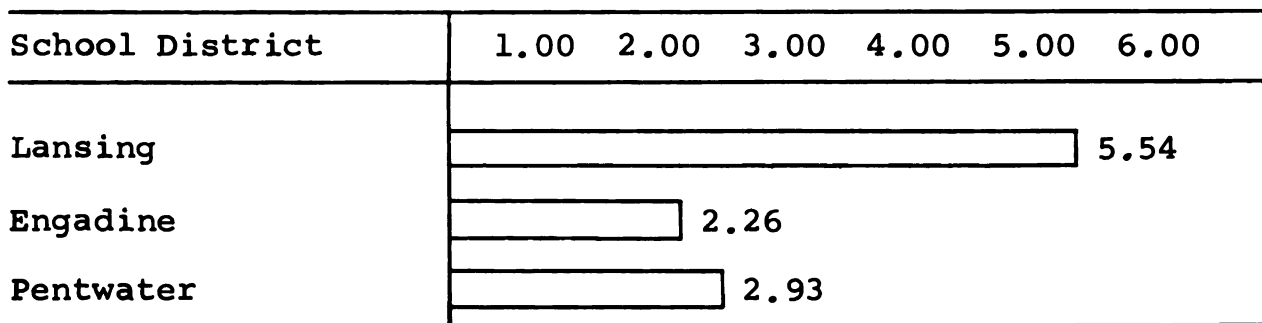 School District 1.00 2.00 3.00 4.00 5.00 6.00
Lansing 5.54
Engadine 2.26
Pentwater 2.93